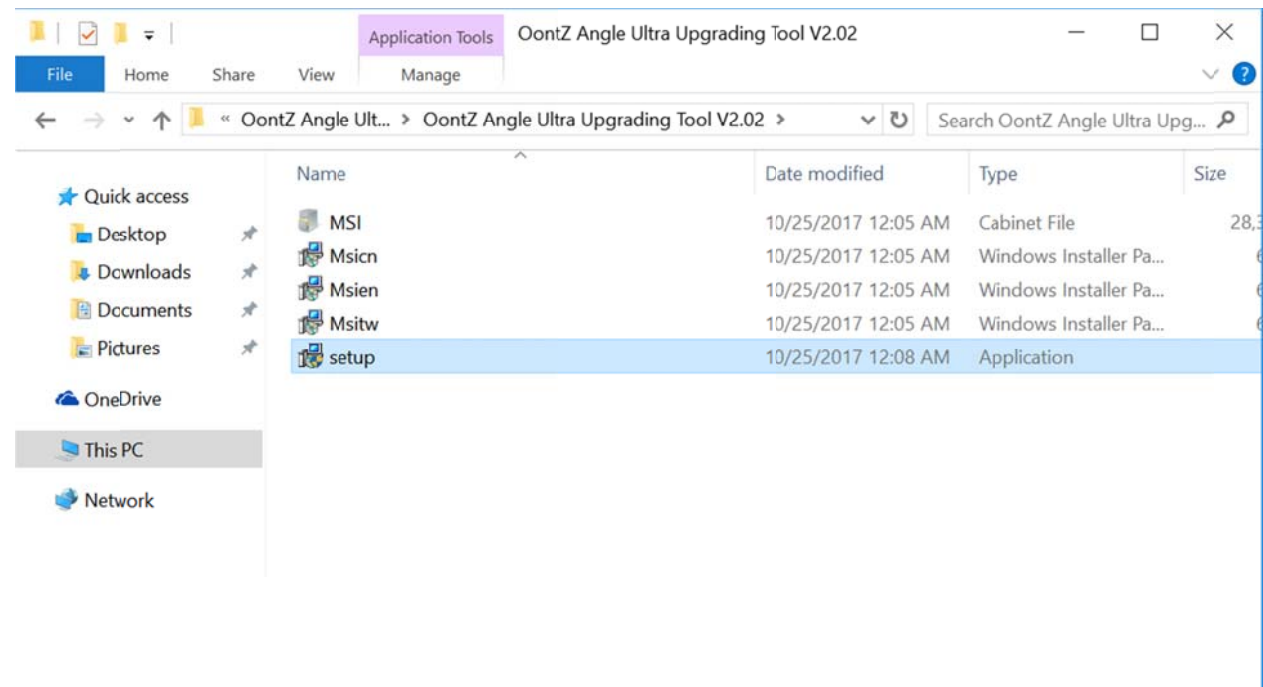 Application Tools OontZ Angle Ultra Upgrading Tool V2.02
File Home Share View Manage
« OontZ Angle Ult... > OontZ Angle Ultra Upgrading Tool V2.02 > Search OontZ Angle Ultra Upg...
Name Date modified Type Size
Quick access
Desktop
Downloads
Documents
Pictures
OneDrive
This PC
Network
MSI 10/25/2017 12:05 AM Cabinet File 28,3
Msicn 10/25/2017 12:05 AM Windows Installer Pa...
Msien 10/25/2017 12:05 AM Windows Installer Pa...
Msitw 10/25/2017 12:05 AM Windows Installer Pa...
setup 10/25/2017 12:08 AM Application